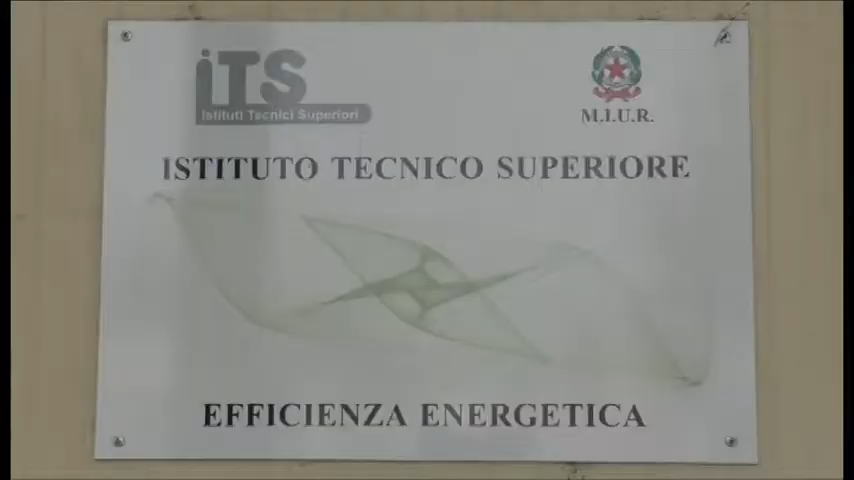 iTS
Istituti Tecnici Superiori
M.I.U.R.
ISTITUTO TECNICO SUPERIORE
EFFICIENZA ENERGETICA